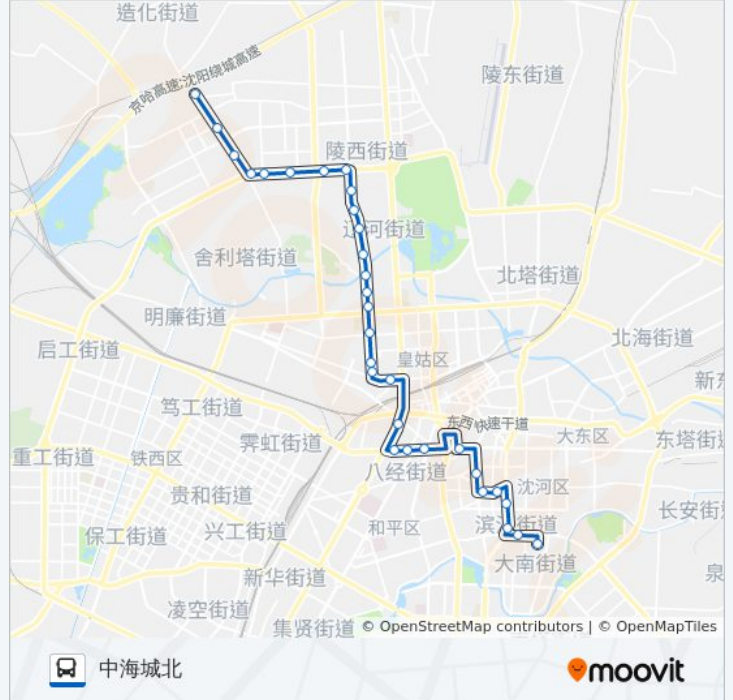 造化街道
京哈高速;沈阳绕城高速
陵东街道
陵西街道
辽河街道
舍利塔街道
北塔街道
明廉街道
北海街道
启工街道
皇姑区
新东
笃工街道
东西快速干道
大东区
霁虹街道
东塔街道
重工街道
铁西区
八经街道
沈河区
贵和街道
长安街
滨河街道
和平区
兴工街道
保工街道
大南街道
泉
新华街道
凌空街道
集贤街道
© OpenStreetMap contributors | © OpenMapTiles
中海城北
moovit